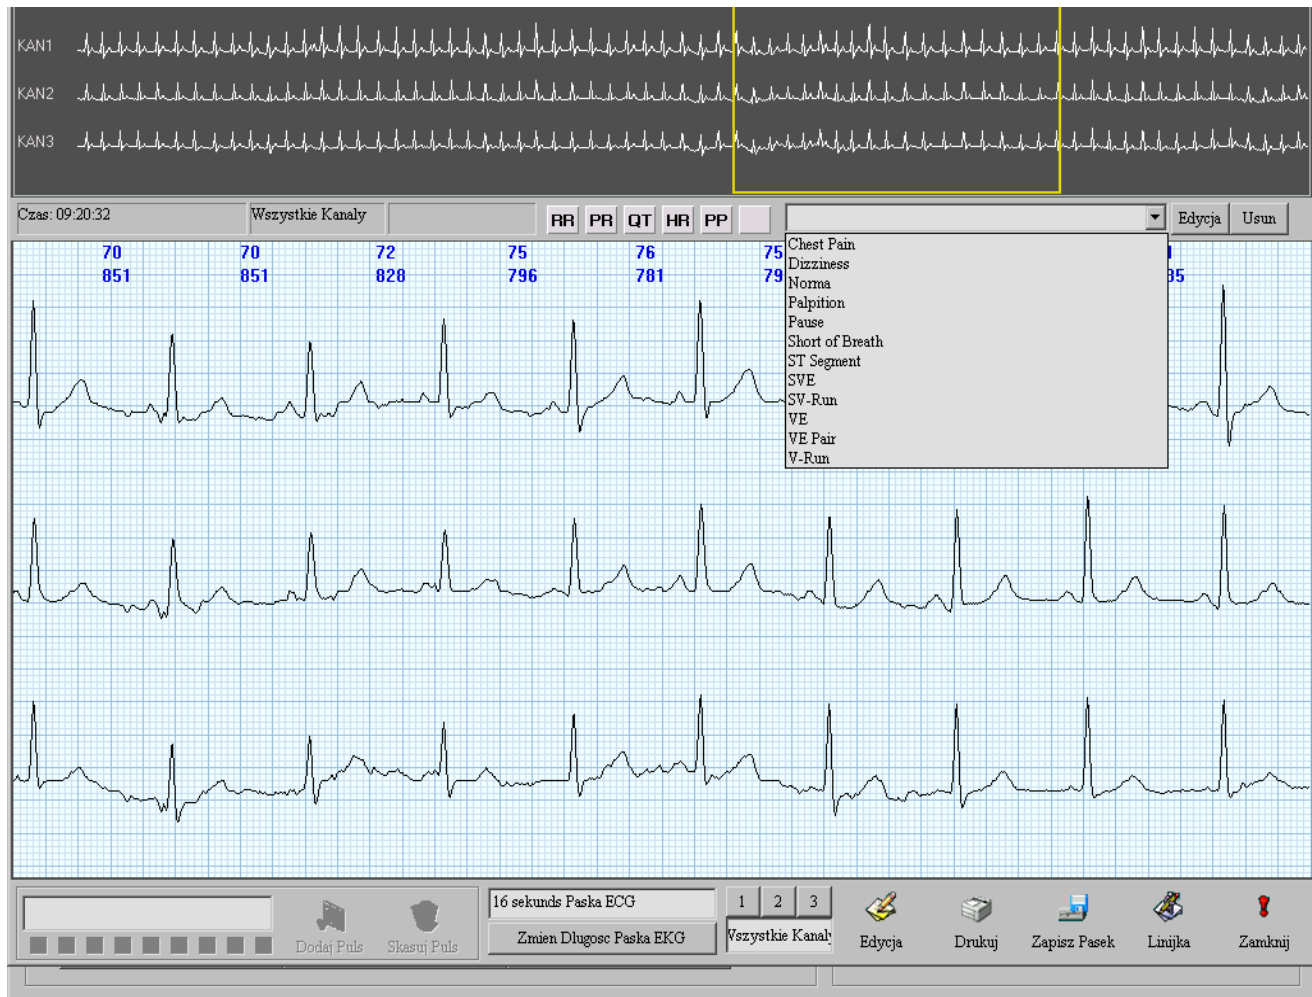 KAN1
KAN2
KAN3
Czas: 09:20:32 Wszystkie Kanaly RR PR QT HR PP Edycja Usun
70 70 72 75 76 75
851 851 828 796 781 79 35
Chest Pain
Dizziness
Norma
Palpition
Pause
Short of Breath
ST Segment
SVE
SV-Run
VE
VE Pair
V-Run
16 sekunds Paska ECG 1 2 3
Dodaj Puls Skasuj Puls Zmien Dlugosc Paska EKG Wszystkie Kanaly Edycja Drukuj Zapisz Pasek Linijka Zamknij